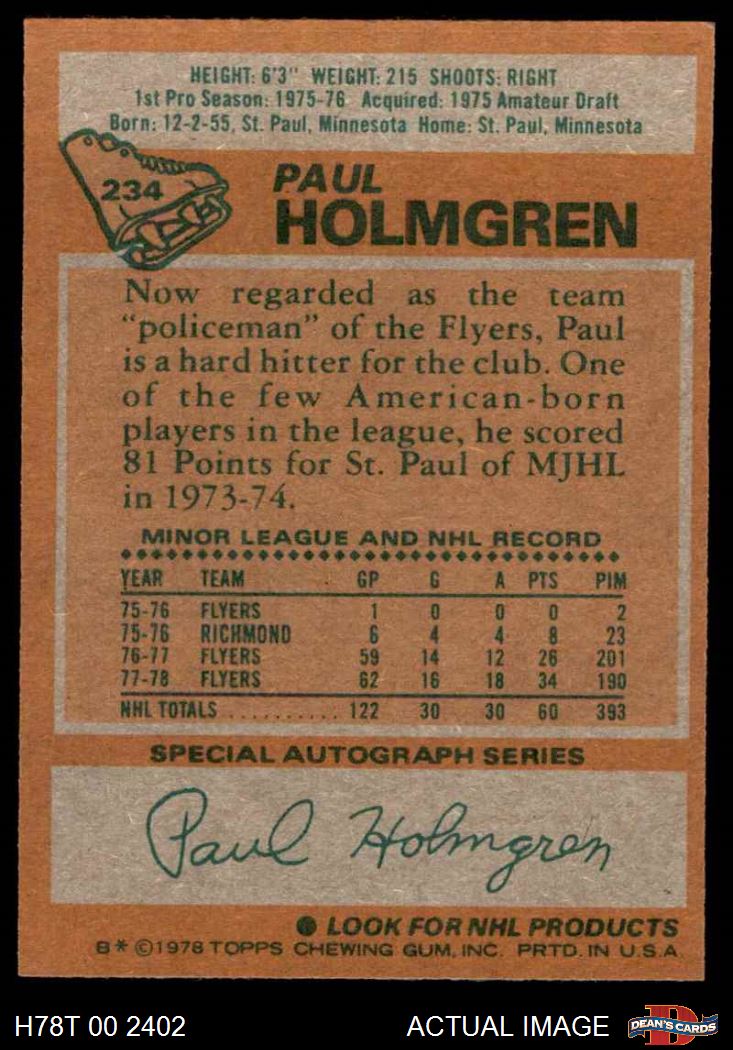 HEIGHT: 6'3" WEIGHT: 215 SHOOTS: RIGHT
1st Pro Season: 1975-76 Acquired: 1975 Amateur Draft
Born: 12-2-55, St. Paul, Minnesota Home: St. Paul, Minnesota
234
PAUL
HOLMGREN
Now regarded as the team
"policeman" of the Flyers, Paul
is a hard hitter for the club. One
of the few American-born
players in the league, he scored
81 Points for St. Paul of MJHL
in 1973-74.
MINOR LEAGUE AND NHL RECORD
YEAR TEAM GP G A PTS PIM
75-76 FLYERS 1 0 0 0 2
75-76 RICHMOND 6 4 4 8 23
76-77 FLYERS 59 14 12 26 201
77-78 FLYERS 62 16 18 34 190
NHL TOTALS .......... 122 30 30 60 393
SPECIAL AUTOGRAPH SERIES
Paul Holmgren
● LOOK FOR NHL PRODUCTS
B* ©1978 TOPPS CHEWING GUM, INC. PRTD. IN U.S.A.
H78T 00 2402 ACTUAL IMAGE
D
DEAN'S CARDS